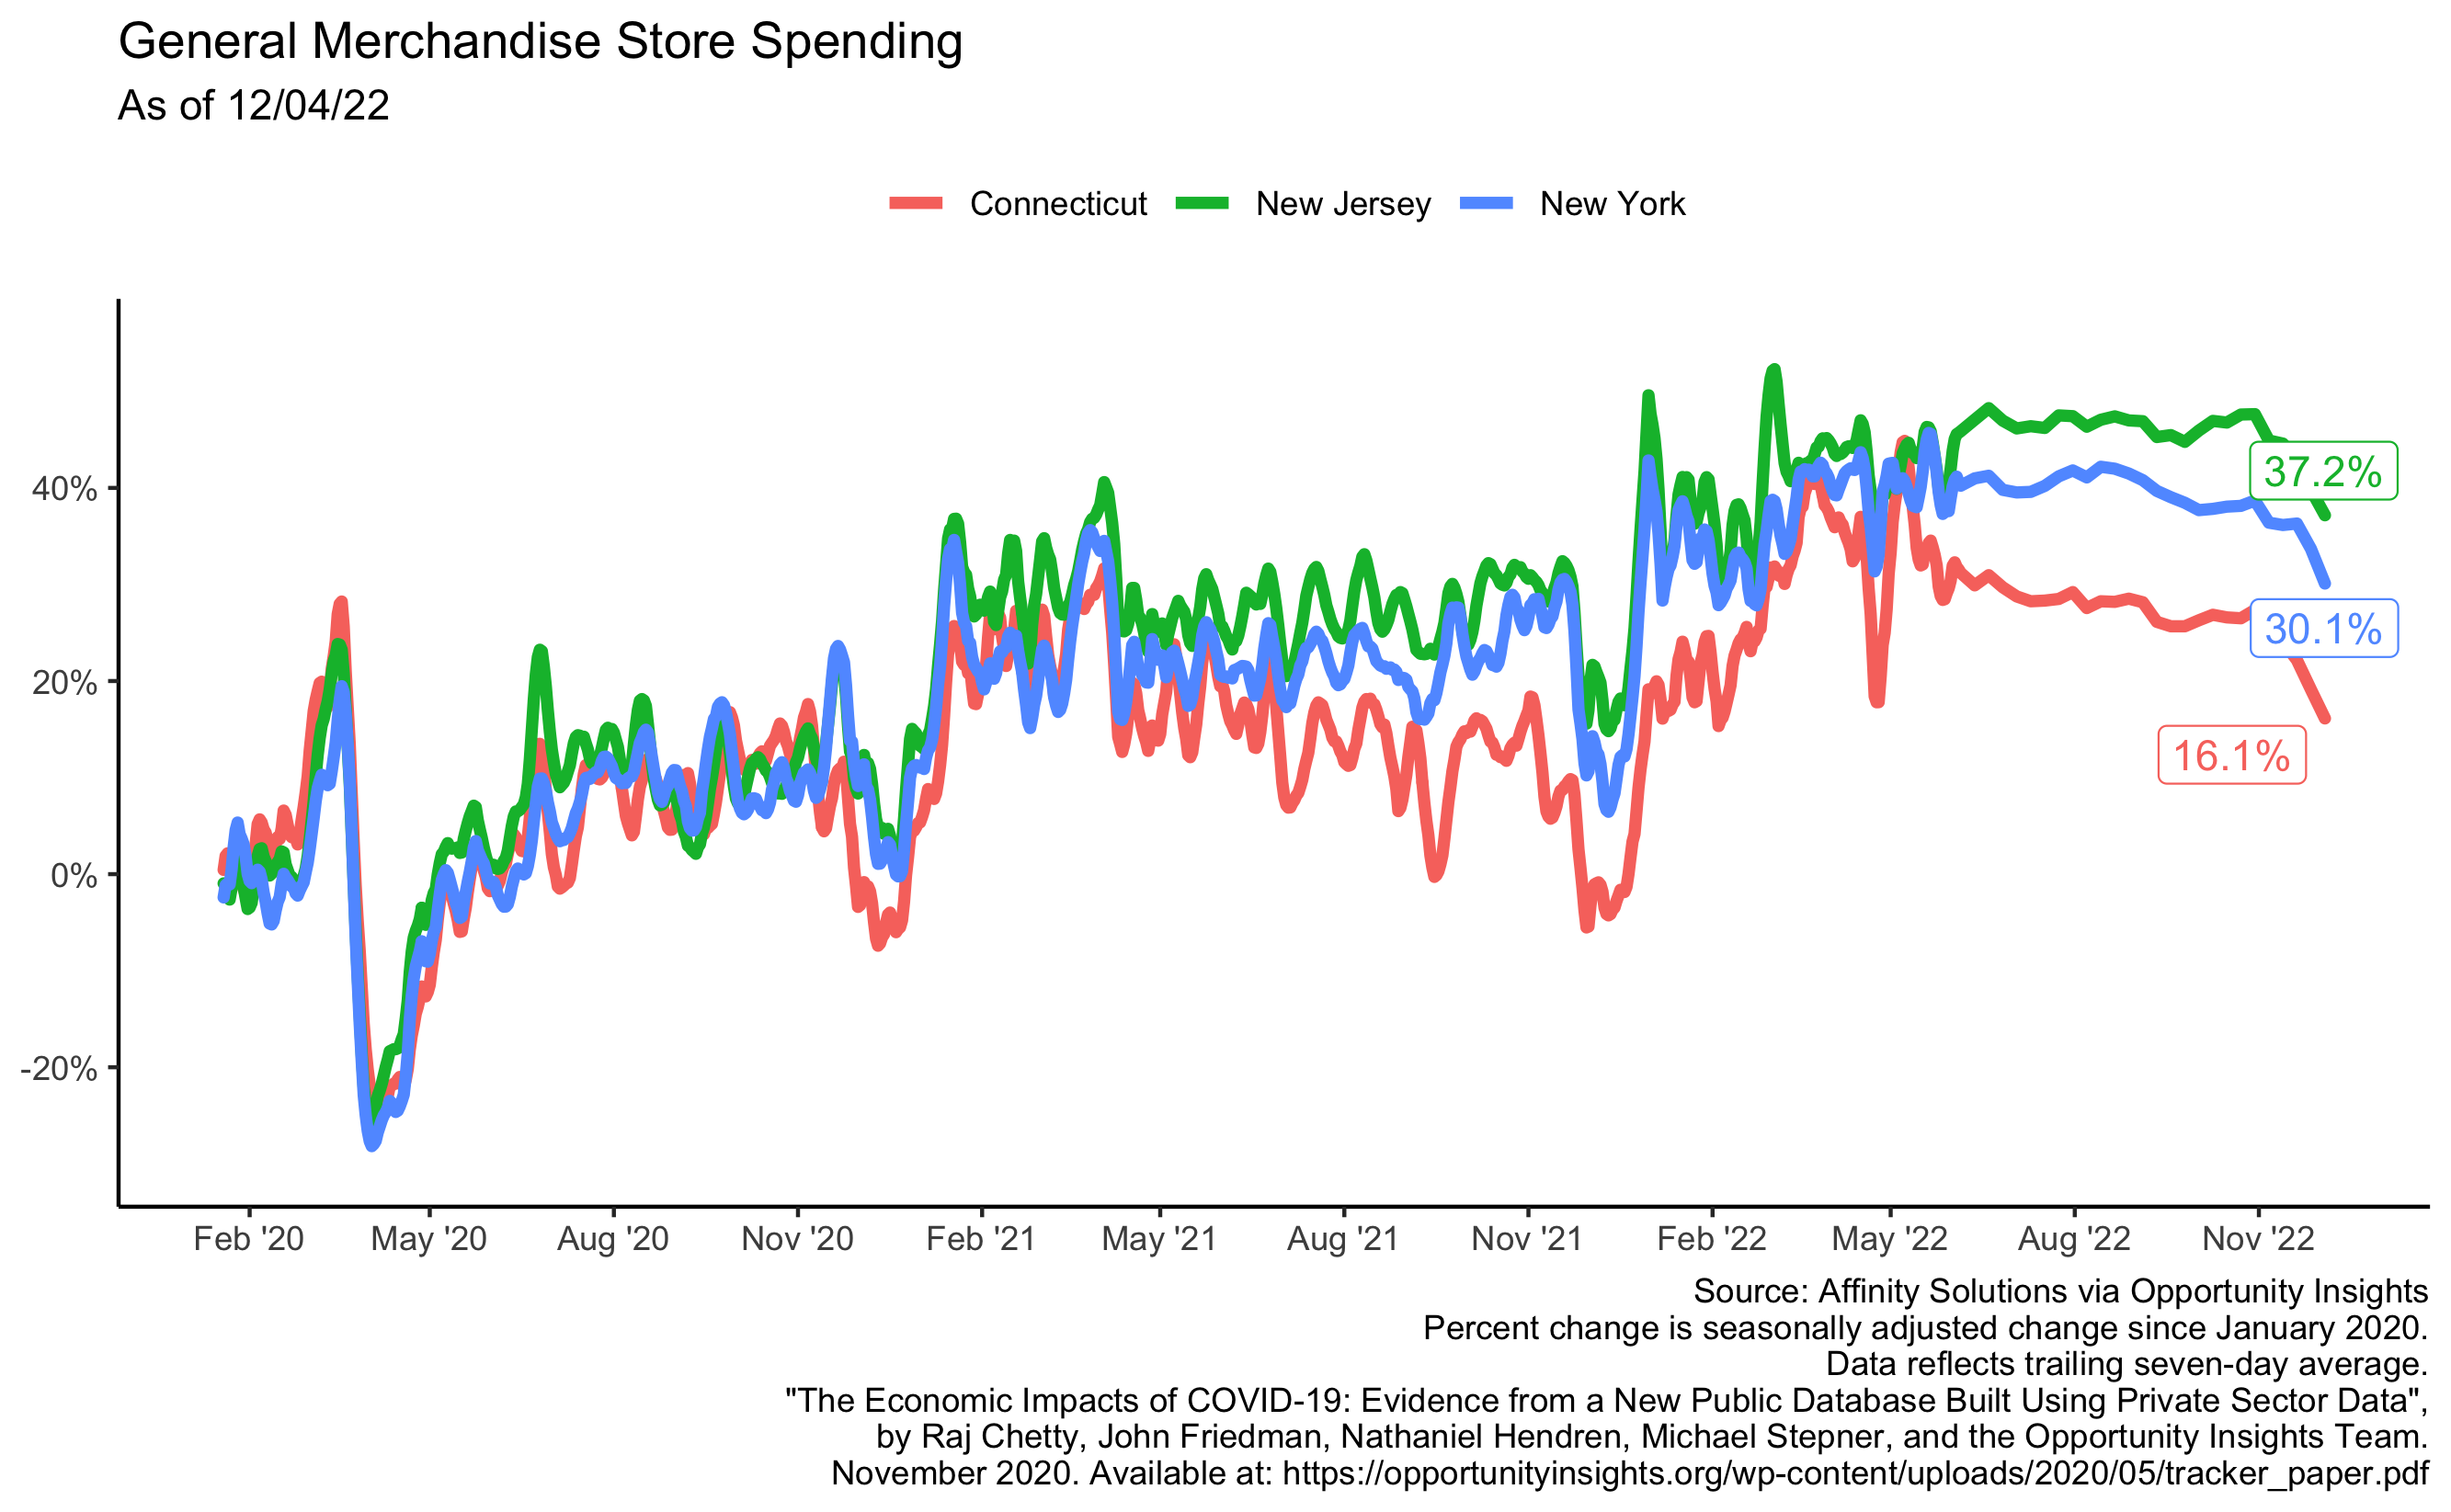 General Merchandise Store Spending
As of 12/04/22
Connecticut New Jersey New York
40%
20%
0%
-20%
37.2%
30.1%
16.1%
Feb '20 May '20 Aug '20 Nov '20 Feb '21 May '21 Aug '21 Nov '21 Feb '22 May '22 Aug '22 Nov '22
Source: Affinity Solutions via Opportunity Insights
Percent change is seasonally adjusted change since January 2020.
Data reflects trailing seven-day average.
"The Economic Impacts of COVID-19: Evidence from a New Public Database Built Using Private Sector Data",
by Raj Chetty, John Friedman, Nathaniel Hendren, Michael Stepner, and the Opportunity Insights Team.
November 2020. Available at: https://opportunityinsights.org/wp-content/uploads/2020/05/tracker_paper.pdf